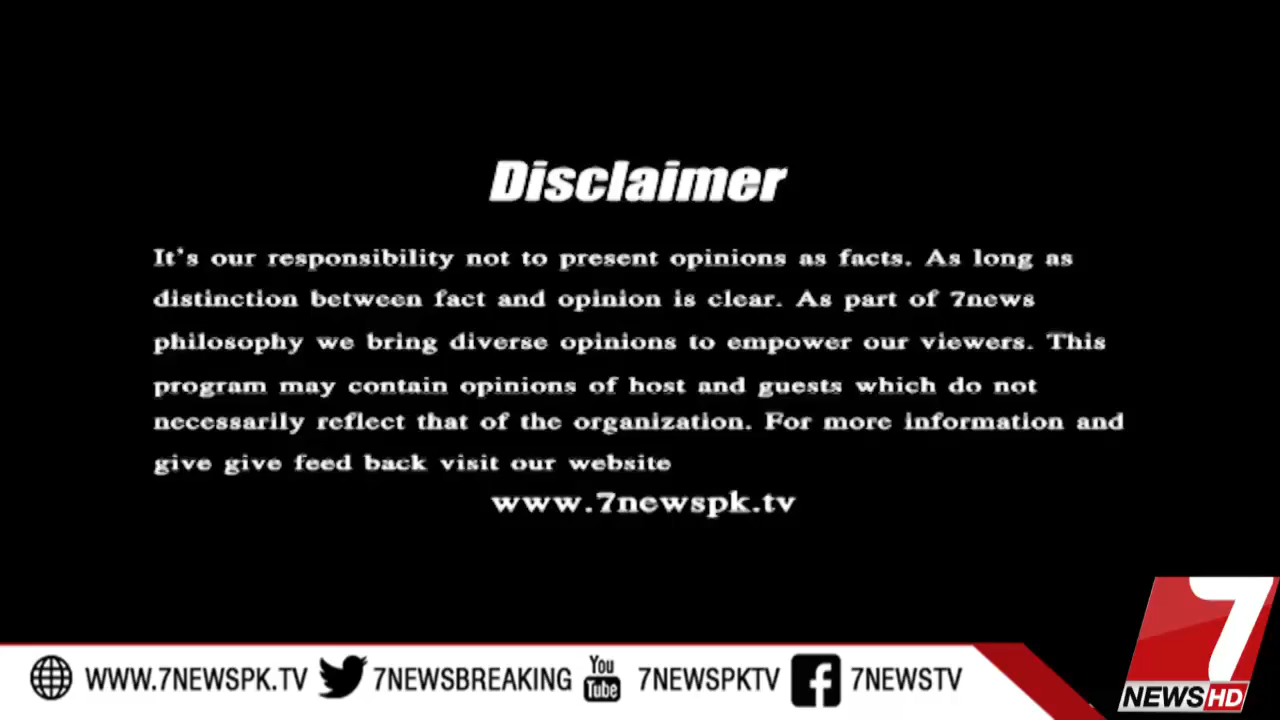 Disclaimer
It's our responsibility not to present opinions as facts. As long as
distinction between fact and opinion is clear. As part of 7news
philosophy we bring diverse opinions to empower our viewers. This
program may contain opinions of host and guests which do not
necessarily reflect that of the organization. For more information and
give give feed back visit our website
www.7newspk.tv
7
NEWS HD
WWW.7NEWSPK.TV 7NEWSBREAKING You Tube 7NEWSPKTV f 7NEWSTV